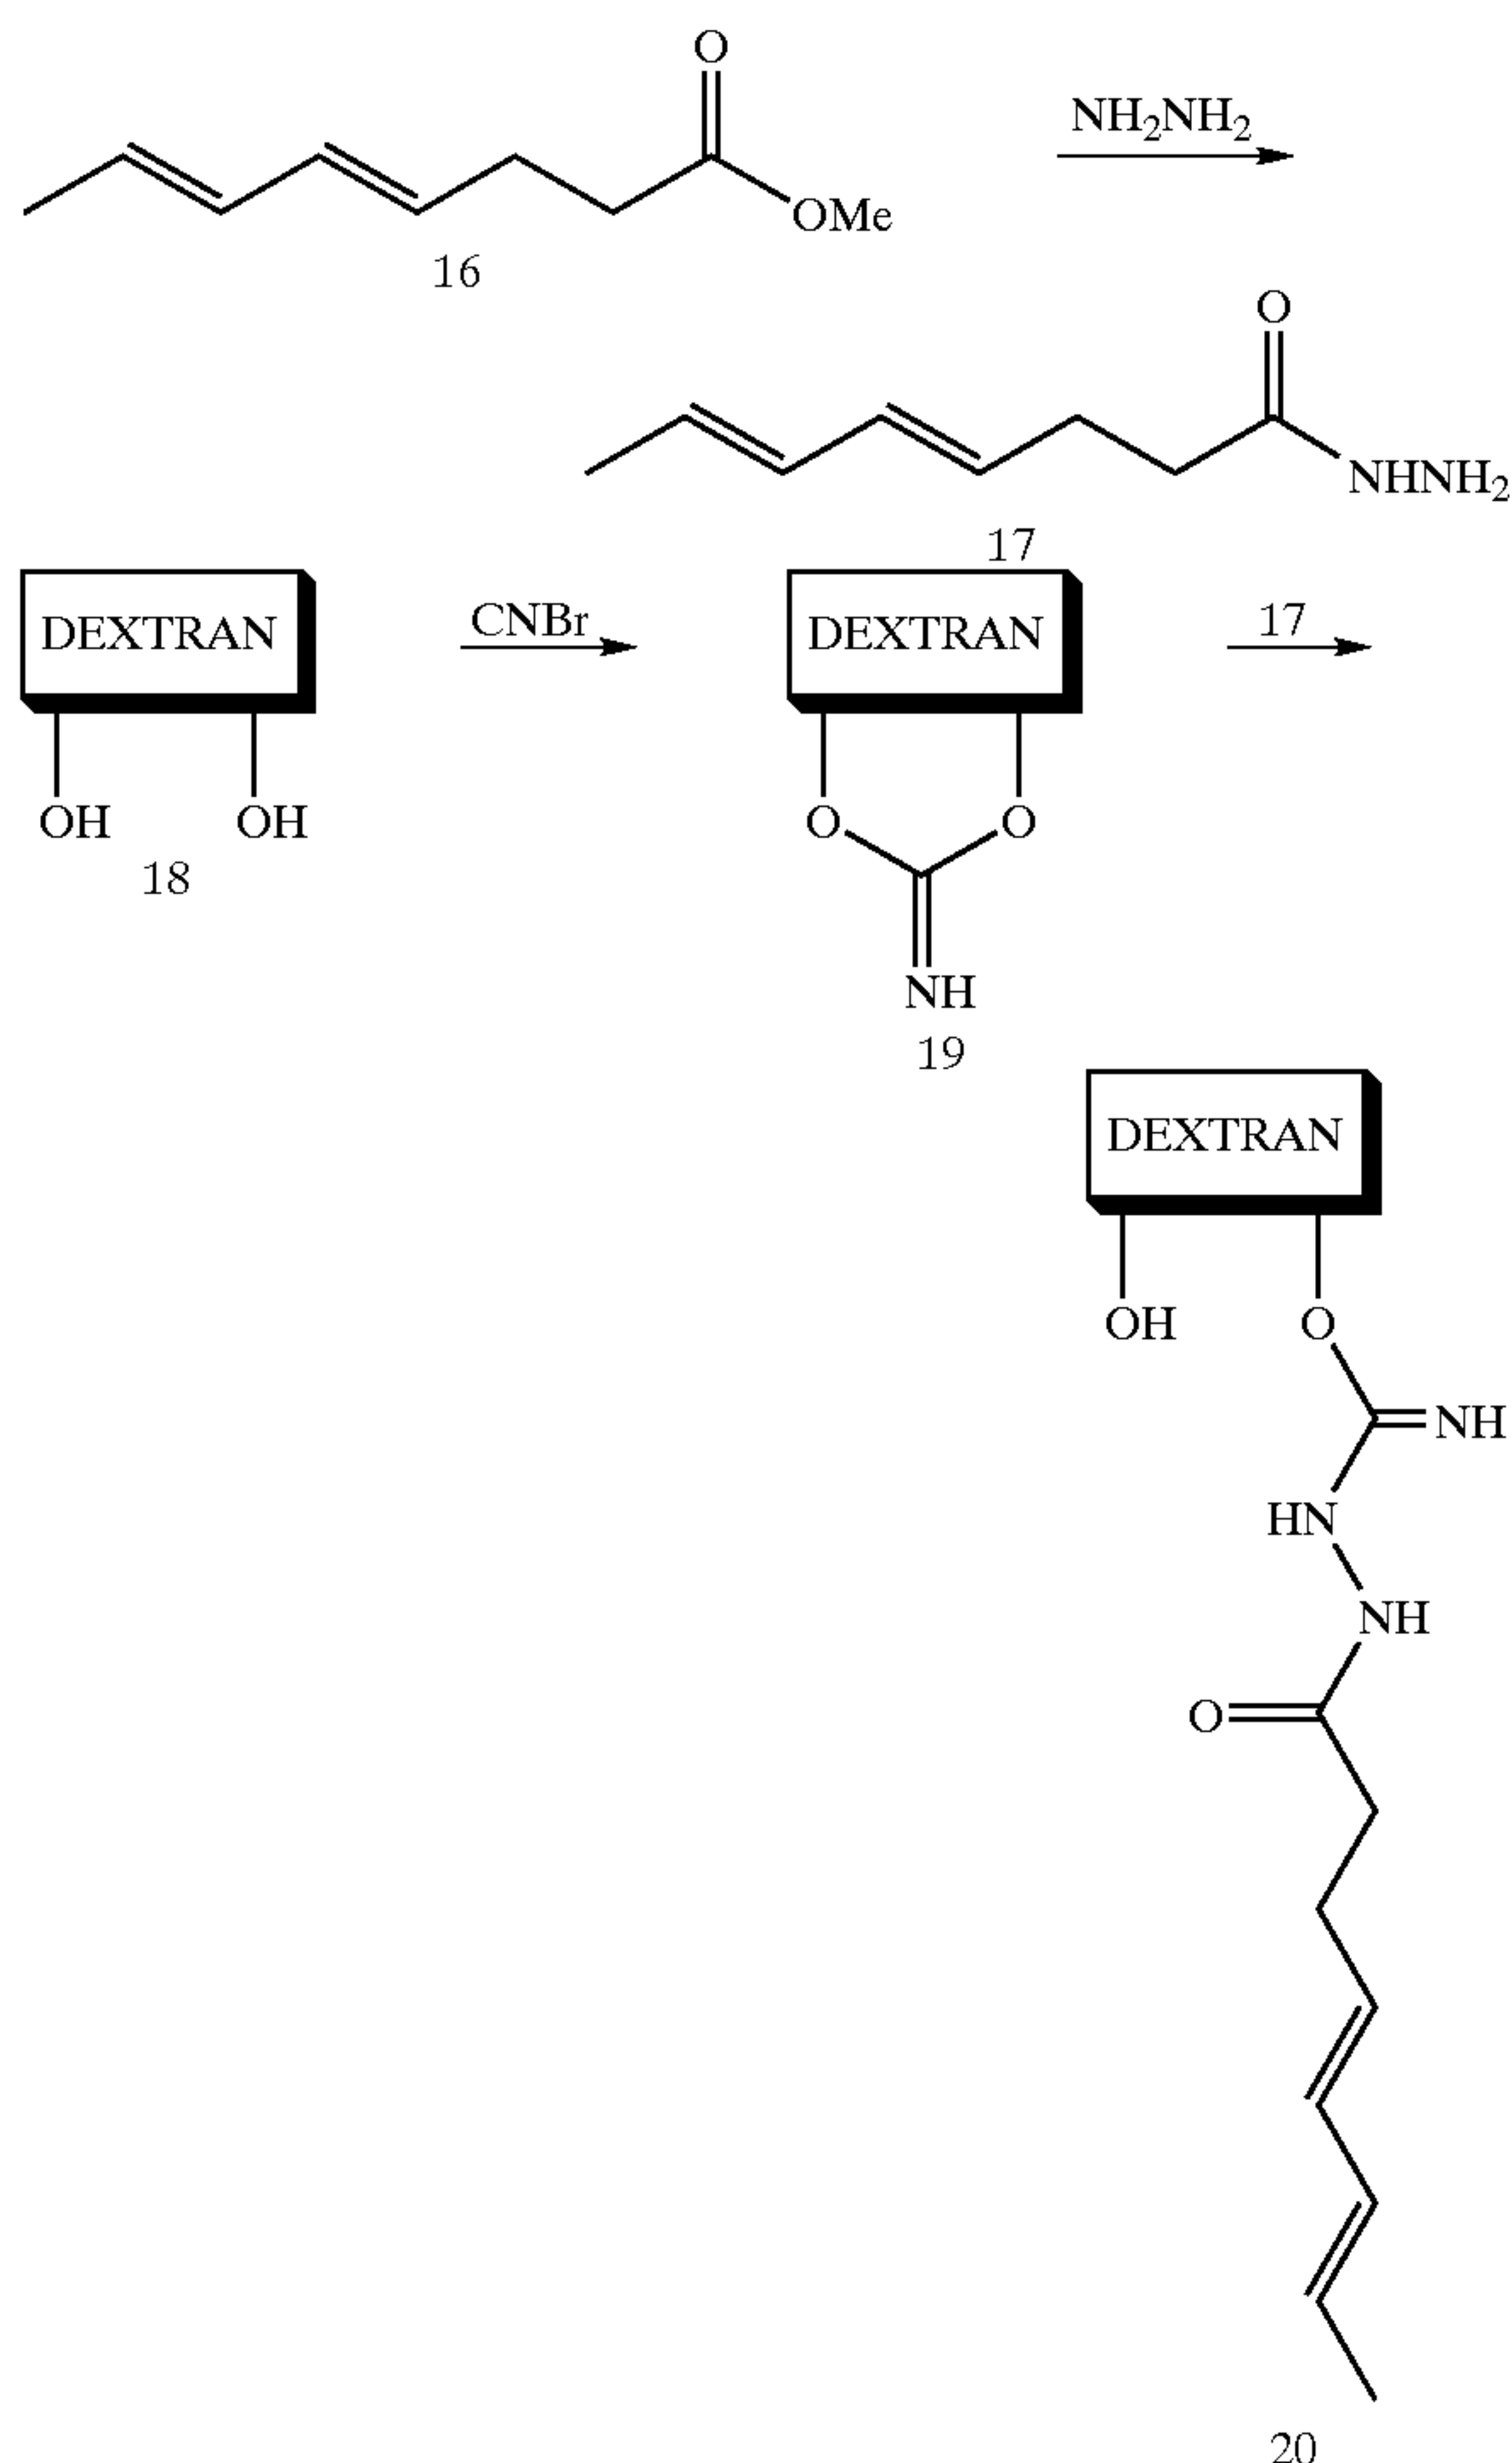 O
NH2NH2
OMe
16
O
NHNH2
17
DEXTRAN CNBr DEXTRAN 17
OH OH O O
18
NH
19
DEXTRAN
OH O
NH
HN
NH
O
20